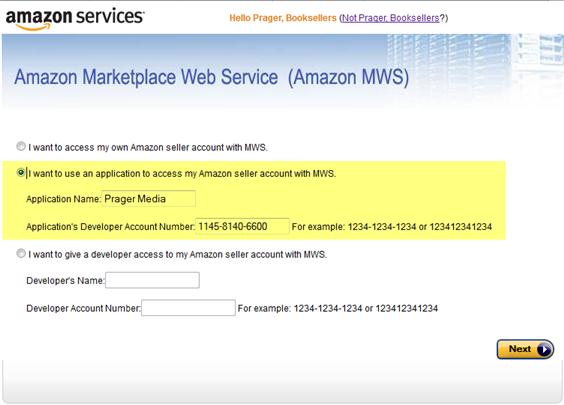 amazon services
Hello Prager, Booksellers (Not Prager, Booksellers?)
Amazon Marketplace Web Service (Amazon MWS)
I want to access my own Amazon seller account with MWS.
I want to use an application to access my Amazon seller account with MWS.
Application Name: Prager Media
Application's Developer Account Number: 1145-8140-6600 For example: 1234-1234-1234 or 123412341234
I want to give a developer access to my Amazon seller account with MWS.
Developer's Name:
Developer Account Number: For example: 1234-1234-1234 or 123412341234
Next